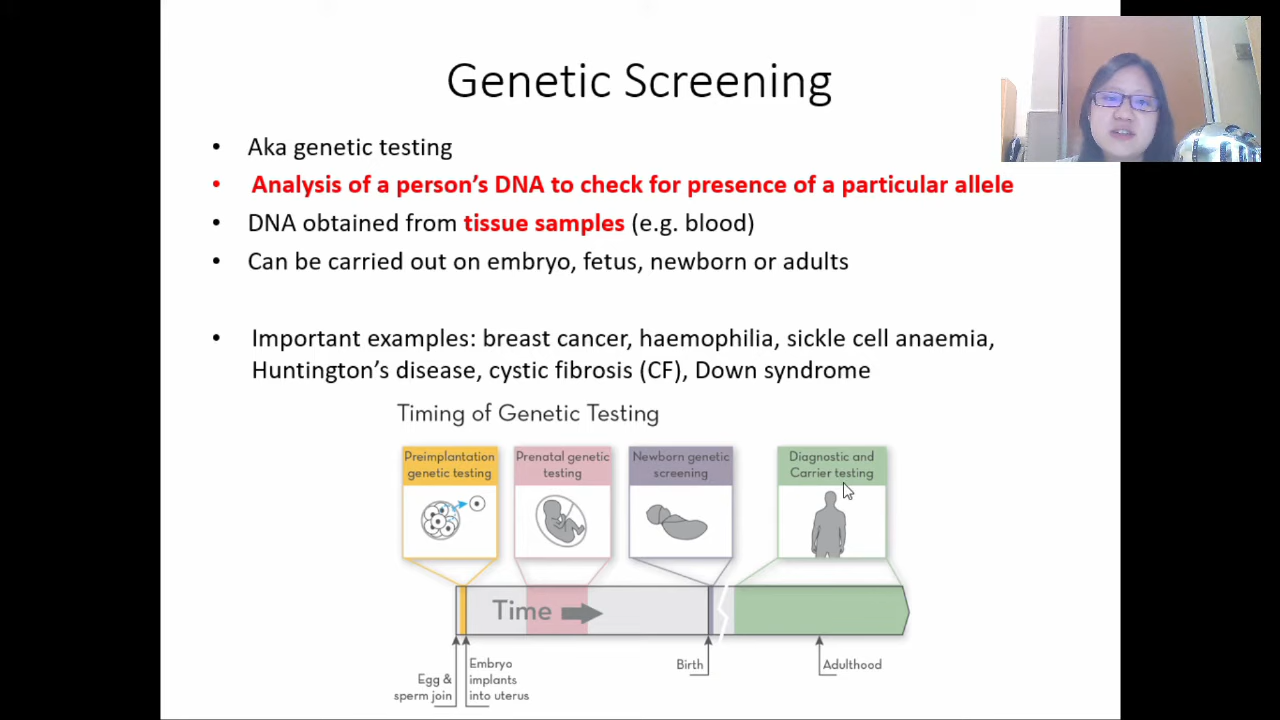 Genetic Screening
• Aka genetic testing
• Analysis of a person's DNA to check for presence of a particular allele
• DNA obtained from tissue samples (e.g. blood)
• Can be carried out on embryo, fetus, newborn or adults
• Important examples: breast cancer, haemophilia, sickle cell anaemia,
Huntington's disease, cystic fibrosis (CF), Down syndrome
Timing of Genetic Testing
Preimplantation
genetic testing
Prenatal genetic
testing
Newborn genetic
screening
Diagnostic and
Carrier testing
Time
Egg &
sperm join
Embryo
implants
into uterus
Birth
Adulthood